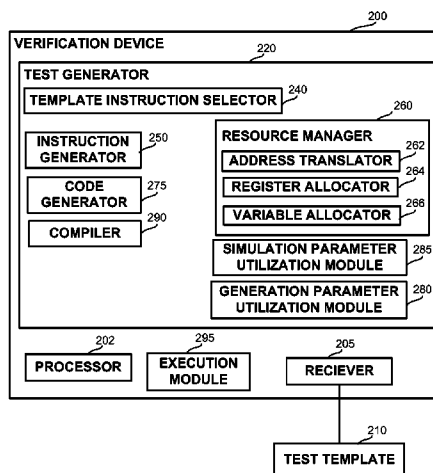 200
VERIFICATION DEVICE
220
TEST GENERATOR
240
TEMPLATE INSTRUCTION SELECTOR
260
250
INSTRUCTION
GENERATOR
RESOURCE MANAGER
262
ADDRESS TRANSLATOR
264
REGISTER ALLOCATOR
266
VARIABLE ALLOCATOR
275
CODE
GENERATOR
290
COMPILER
285
SIMULATION PARAMETER
UTILIZATION MODULE
280
GENERATION PARAMETER
UTILIZATION MODULE
202
PROCESSOR
295
EXECUTION
MODULE
205
RECIEVER
210
TEST TEMPLATE